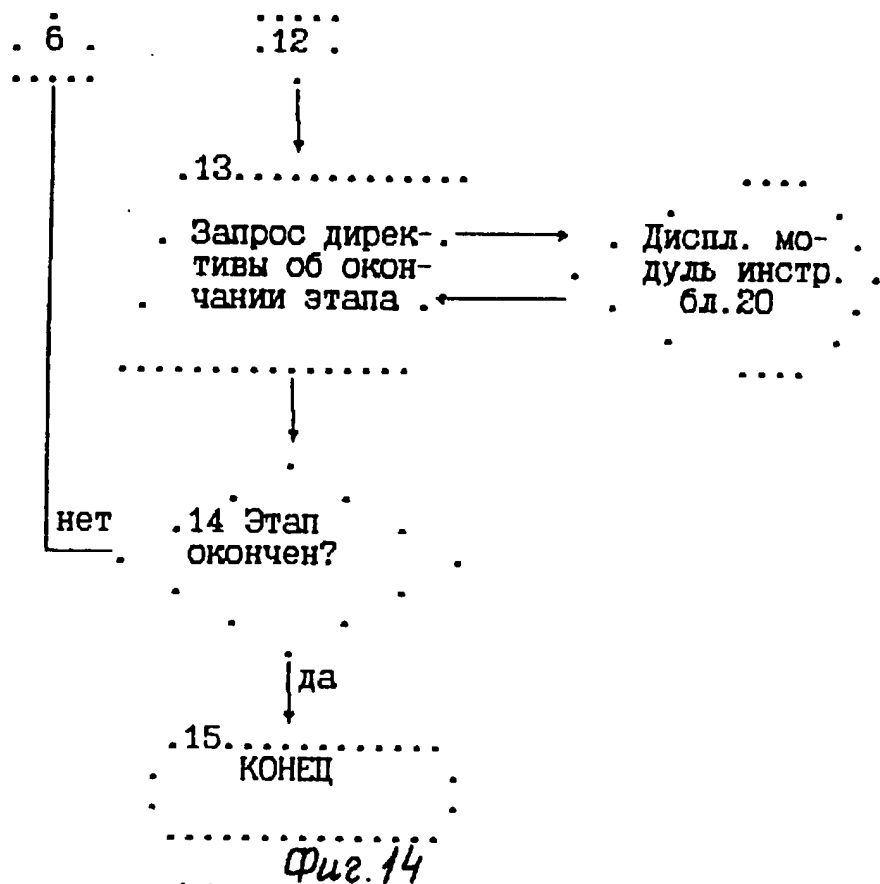 6
12
13
Запрос дирек-
тивы об окон-
чании этапа
Диспл. мо-
дуль инстр.
бл.20
нет
14 Этап
окончен?
да
15
КОНЕЦ
Фиг.14